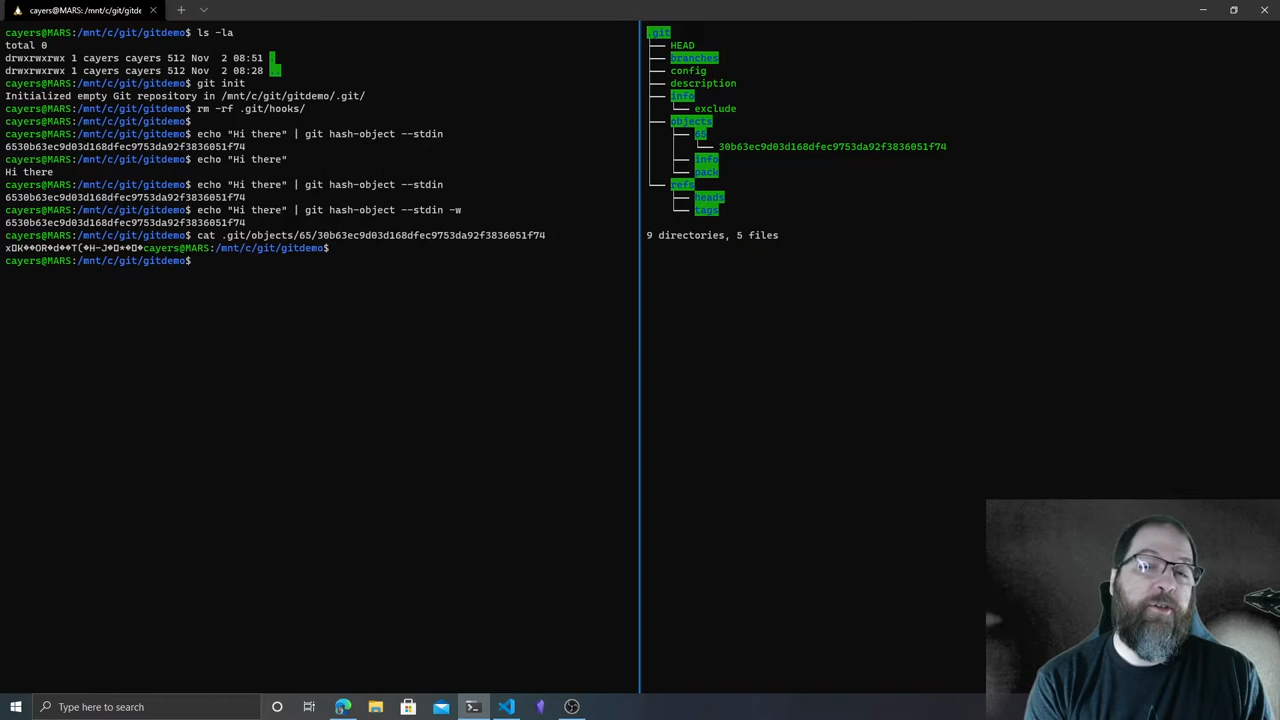 cayers@MARS: /mnt/c/git/gitde
cayers@MARS:/mnt/c/git/gitdemo$ ls -la
total 0
drwxrwxrwx 1 cayers cayers 512 Nov  2 08:51 .
drwxrwxrwx 1 cayers cayers 512 Nov  2 08:28 ..
cayers@MARS:/mnt/c/git/gitdemo$ git init
Initialized empty Git repository in /mnt/c/git/gitdemo/.git/
cayers@MARS:/mnt/c/git/gitdemo$ rm -rf .git/hooks/
cayers@MARS:/mnt/c/git/gitdemo$
cayers@MARS:/mnt/c/git/gitdemo$ echo "Hi there" | git hash-object --stdin
6530b63ec9d03d168dfec9753da92f3836051f74
cayers@MARS:/mnt/c/git/gitdemo$ echo "Hi there"
Hi there
cayers@MARS:/mnt/c/git/gitdemo$ echo "Hi there" | git hash-object --stdin
6530b63ec9d03d168dfec9753da92f3836051f74
cayers@MARS:/mnt/c/git/gitdemo$ echo "Hi there" | git hash-object --stdin -w
6530b63ec9d03d168dfec9753da92f3836051f74
cayers@MARS:/mnt/c/git/gitdemo$ cat .git/objects/65/30b63ec9d03d168dfec9753da92f3836051f74
x▯K��OR�d��T(�H-J�▯*▯�▯cayers@MARS:/mnt/c/git/gitdemo$
cayers@MARS:/mnt/c/git/gitdemo$
.git
├── HEAD
├── branches
├── config
├── description
├── info
│   └── exclude
├── objects
│   ├── 65
│   │   └── 30b63ec9d03d168dfec9753da92f3836051f74
│   ├── info
│   └── pack
└── refs
    ├── heads
    └── tags
9 directories, 5 files
Type here to search